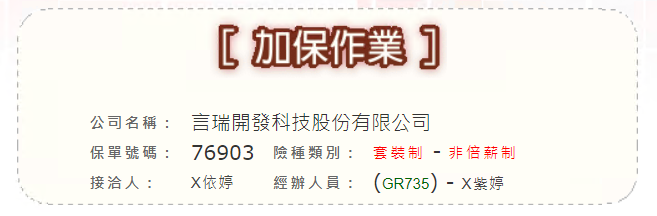 [ 加保作業 ]
公司名稱： 言瑞開發科技股份有限公司
保單號碼： 76903 險種類別： 套裝制 - 非倍薪制
接洽人： X依婷 經辦人員： (GR735) - X紫婷